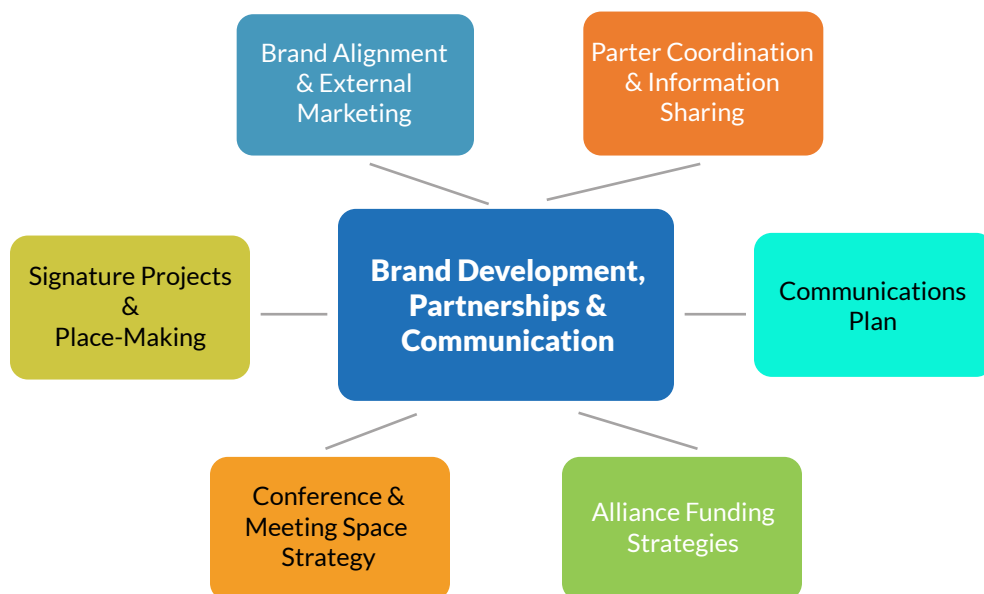 Brand Alignment
& External
Marketing
Parter Coordination
& Information
Sharing
Signature Projects
&
Place-Making
Brand Development,
Partnerships &
Communication
Communications
Plan
Conference &
Meeting Space
Strategy
Alliance Funding
Strategies